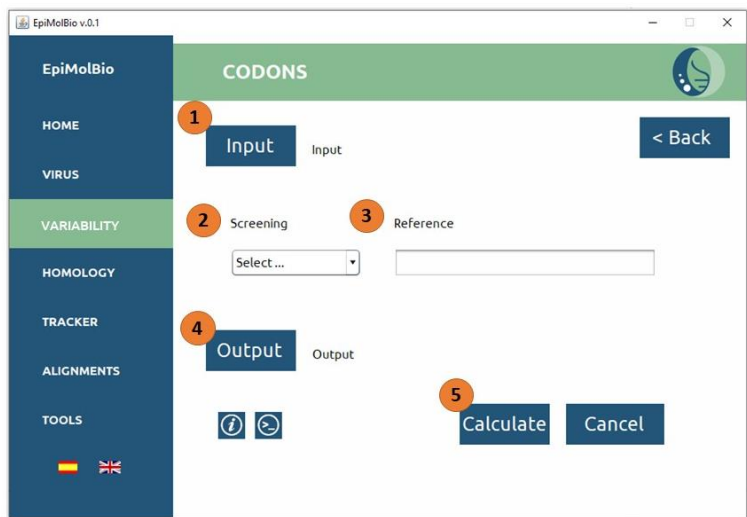 EpiMolBio v.0.1
EpiMolBio
CODONS
HOME
VIRUS
VARIABILITY
HOMOLOGY
TRACKER
ALIGNMENTS
TOOLS
1
Input
Input
< Back
2
Screening
3
Reference
Select ...
4
Output
Output
i
>_
5
Calculate
Cancel